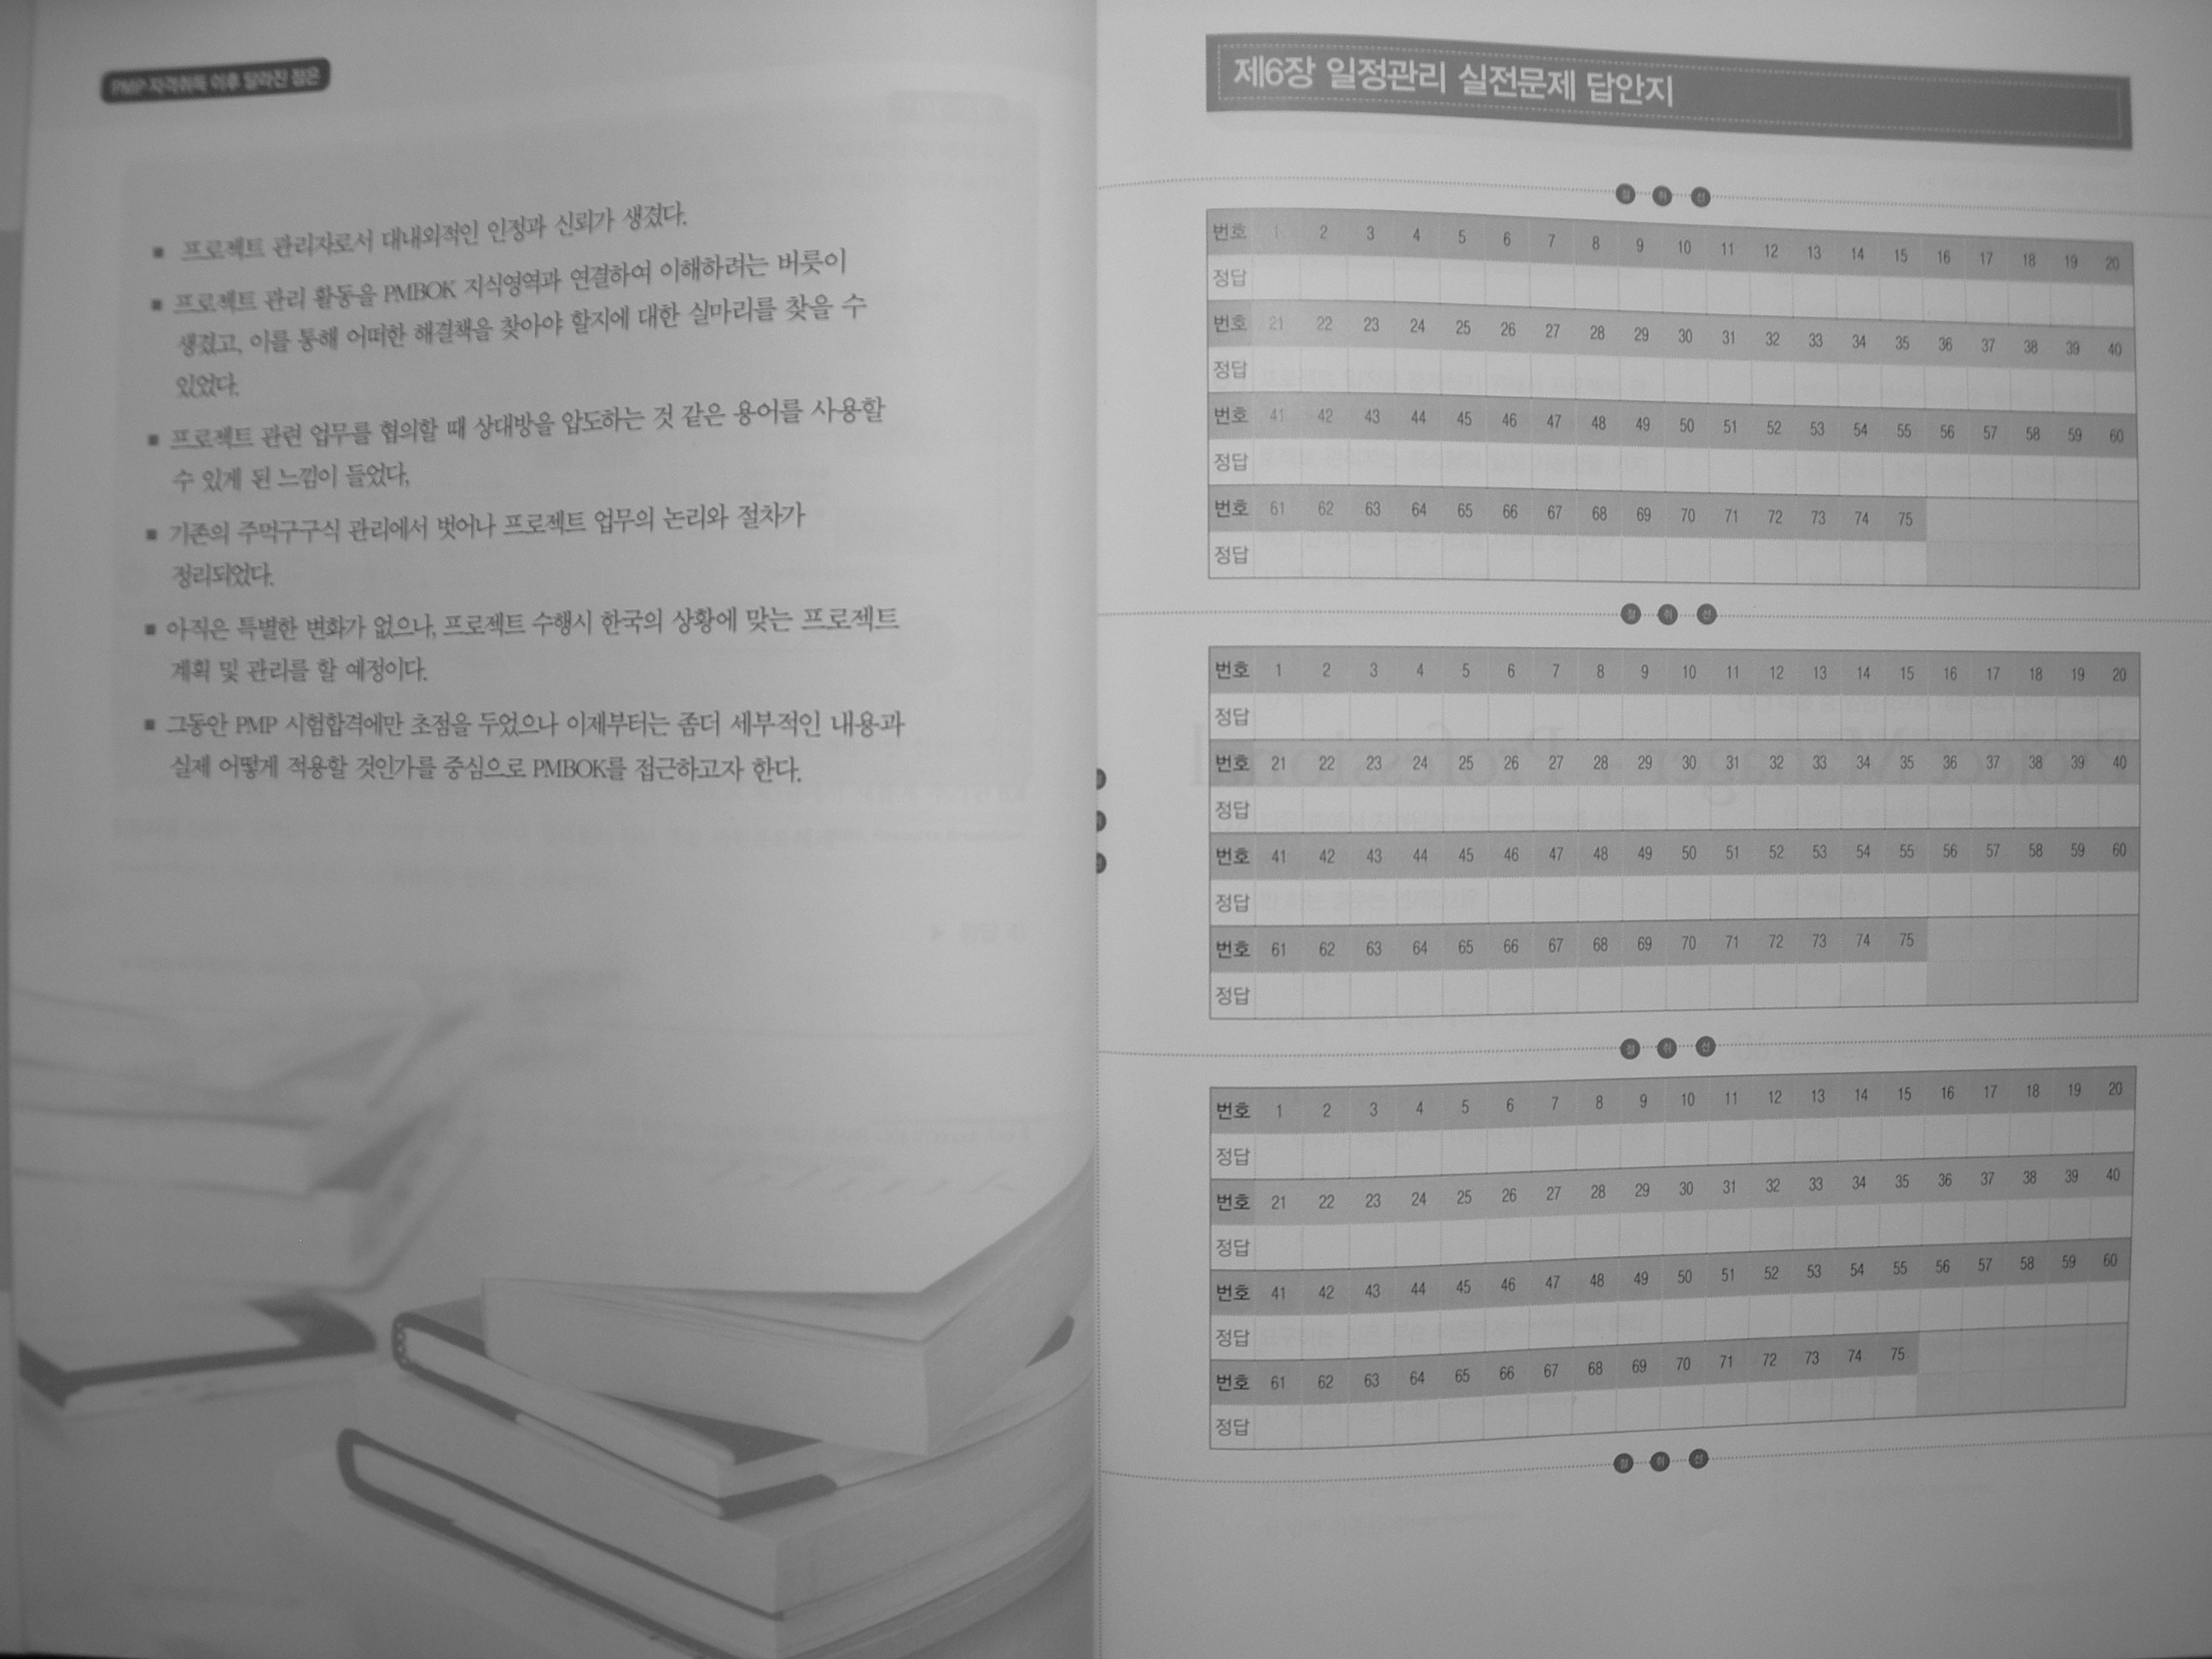 PMP 자격취득 이후 달라진 점은
■ 프로젝트 관리자로서 대내외적인 인정과 신뢰가 생겼다.
■ 프로젝트 관리 활동을 PMBOK 지식영역과 연결하여 이해하려는 버릇이
생겼고, 이를 통해 어떠한 해결책을 찾아야 할지에 대한 실마리를 찾을 수
있었다.
■ 프로젝트 관련 업무를 협의할 때 상대방을 압도하는 것 같은 용어를 사용할
수 있게 된 느낌이 들었다,
■ 기존의 주먹구구식 관리에서 벗어나 프로젝트 업무의 논리와 절차가
정리되었다.
■ 아직은 특별한 변화가 없으나, 프로젝트 수행시 한국의 상황에 맞는 프로젝트
계획 및 관리를 할 예정이다.
■ 그동안 PMP 시험합격에만 초점을 두었으나 이제부터는 좀더 세부적인 내용과
실제 어떻게 적용할 것인가를 중심으로 PMBOK를 접근하고자 한다.
제6장 일정관리 실전문제 답안지
절 취 선
번호 1 2 3 4 5 6 7 8 9 10 11 12 13 14 15 16 17 18 19 20
정답
번호 21 22 23 24 25 26 27 28 29 30 31 32 33 34 35 36 37 38 39 40
정답
번호 41 42 43 44 45 46 47 48 49 50 51 52 53 54 55 56 57 58 59 60
정답
번호 61 62 63 64 65 66 67 68 69 70 71 72 73 74 75
정답
절 취 선
번호 1 2 3 4 5 6 7 8 9 10 11 12 13 14 15 16 17 18 19 20
정답
번호 21 22 23 24 25 26 27 28 29 30 31 32 33 34 35 36 37 38 39 40
정답
번호 41 42 43 44 45 46 47 48 49 50 51 52 53 54 55 56 57 58 59 60
정답
번호 61 62 63 64 65 66 67 68 69 70 71 72 73 74 75
정답
절 취 선
번호 1 2 3 4 5 6 7 8 9 10 11 12 13 14 15 16 17 18 19 20
정답
번호 21 22 23 24 25 26 27 28 29 30 31 32 33 34 35 36 37 38 39 40
정답
번호 41 42 43 44 45 46 47 48 49 50 51 52 53 54 55 56 57 58 59 60
정답
번호 61 62 63 64 65 66 67 68 69 70 71 72 73 74 75
정답
절 취 선